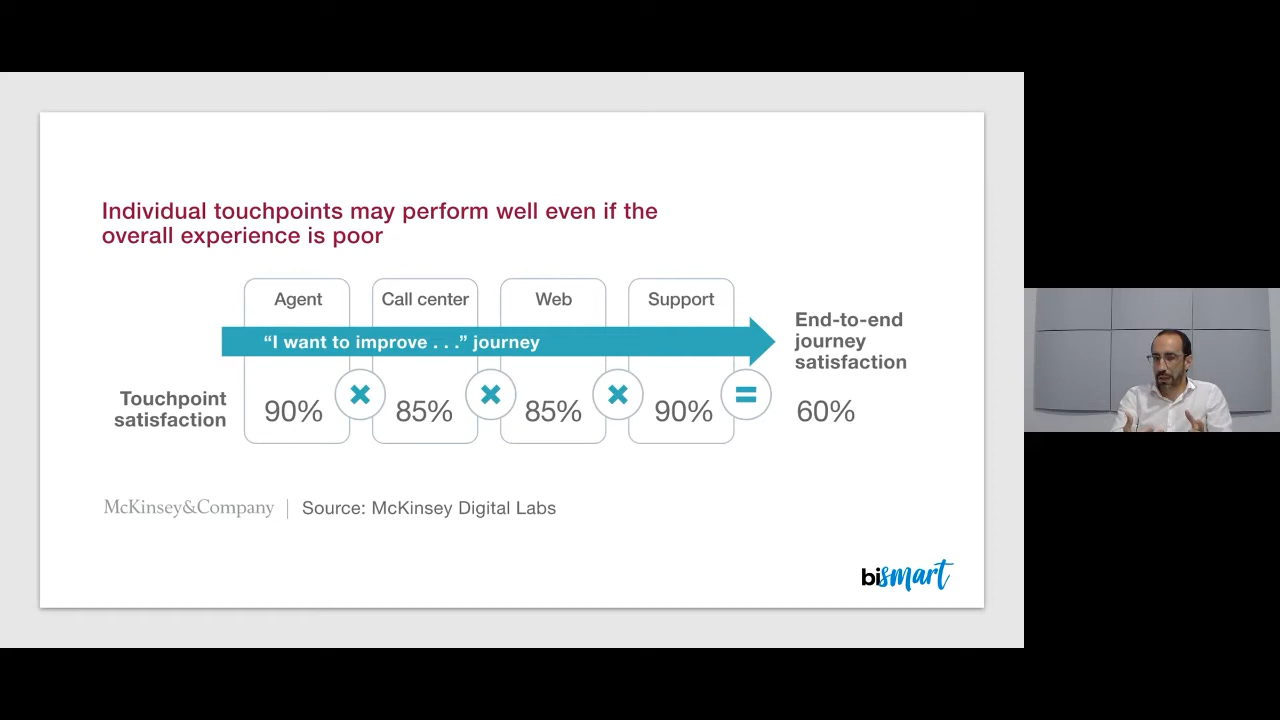 Individual touchpoints may perform well even if the
overall experience is poor
Agent
Call center
Web
Support
“I want to improve . . .” journey
End-to-end
journey
satisfaction
Touchpoint
satisfaction
90%
×
85%
×
85%
×
90%
=
60%
McKinsey&Company | Source: McKinsey Digital Labs
bismart